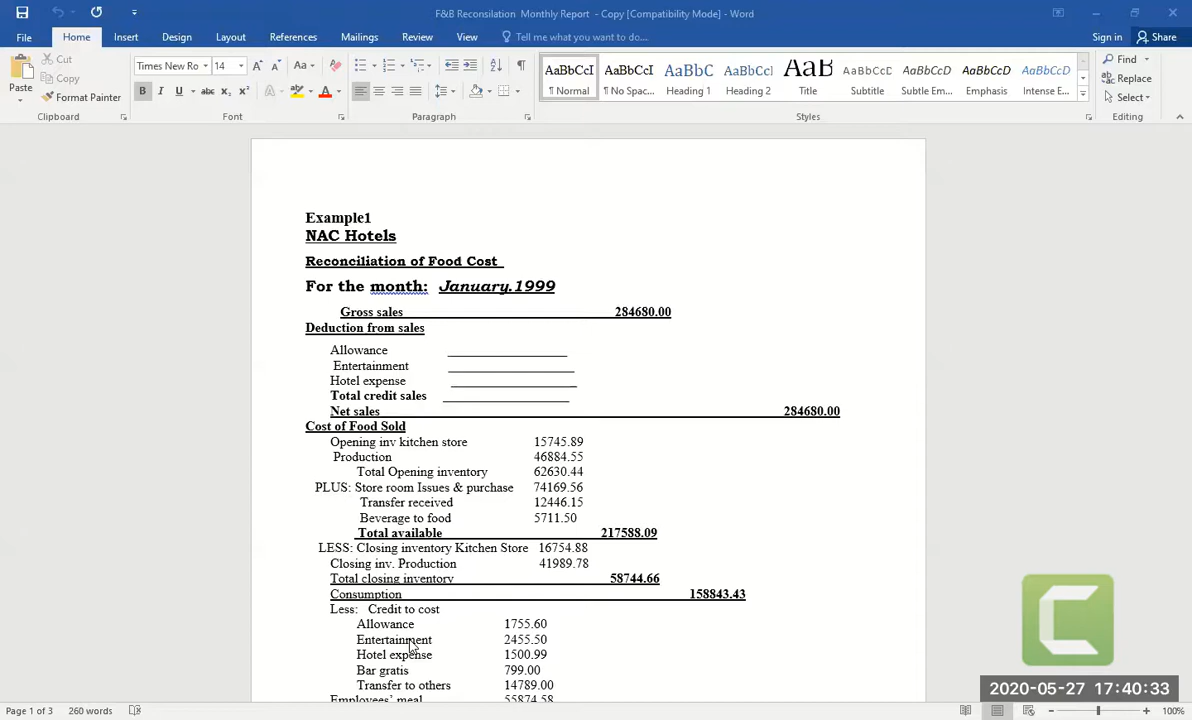 F&B Reconsilation Monthly Report - Copy [Compatibility Mode] - Word
File Home Insert Design Layout References Mailings Review View Tell me what you want to do... Sign in Share
Paste
Cut
Copy
Format Painter
Clipboard
Times New Ro 14
Aa
B I U abc x₂ x² A A
Font
Paragraph
AaBbCcI AaBbCcI AaBbC AaBbCcI AaB AaBbCcD AaBbCcD AaBbCcD AaBbCcD
¶ Normal ¶ No Spac... Heading 1 Heading 2 Title Subtitle Subtle Em... Emphasis Intense E...
Styles
Find
Replace
Select
Editing
Example1
NAC Hotels
Reconciliation of Food Cost
For the month: January.1999
Gross sales 284680.00
Deduction from sales
Allowance
Entertainment
Hotel expense
Total credit sales
Net sales 284680.00
Cost of Food Sold
Opening inv kitchen store 15745.89
Production 46884.55
Total Opening inventory 62630.44
PLUS: Store room Issues & purchase 74169.56
Transfer received 12446.15
Beverage to food 5711.50
Total available 217588.09
LESS: Closing inventory Kitchen Store 16754.88
Closing inv. Production 41989.78
Total closing inventory 58744.66
Consumption 158843.43
Less: Credit to cost
Allowance 1755.60
Entertainment 2455.50
Hotel expense 1500.99
Bar gratis 799.00
Transfer to others 14789.00
Employees' meal 55874.58
2020-05-27 17:40:33
Page 1 of 3 260 words 100%